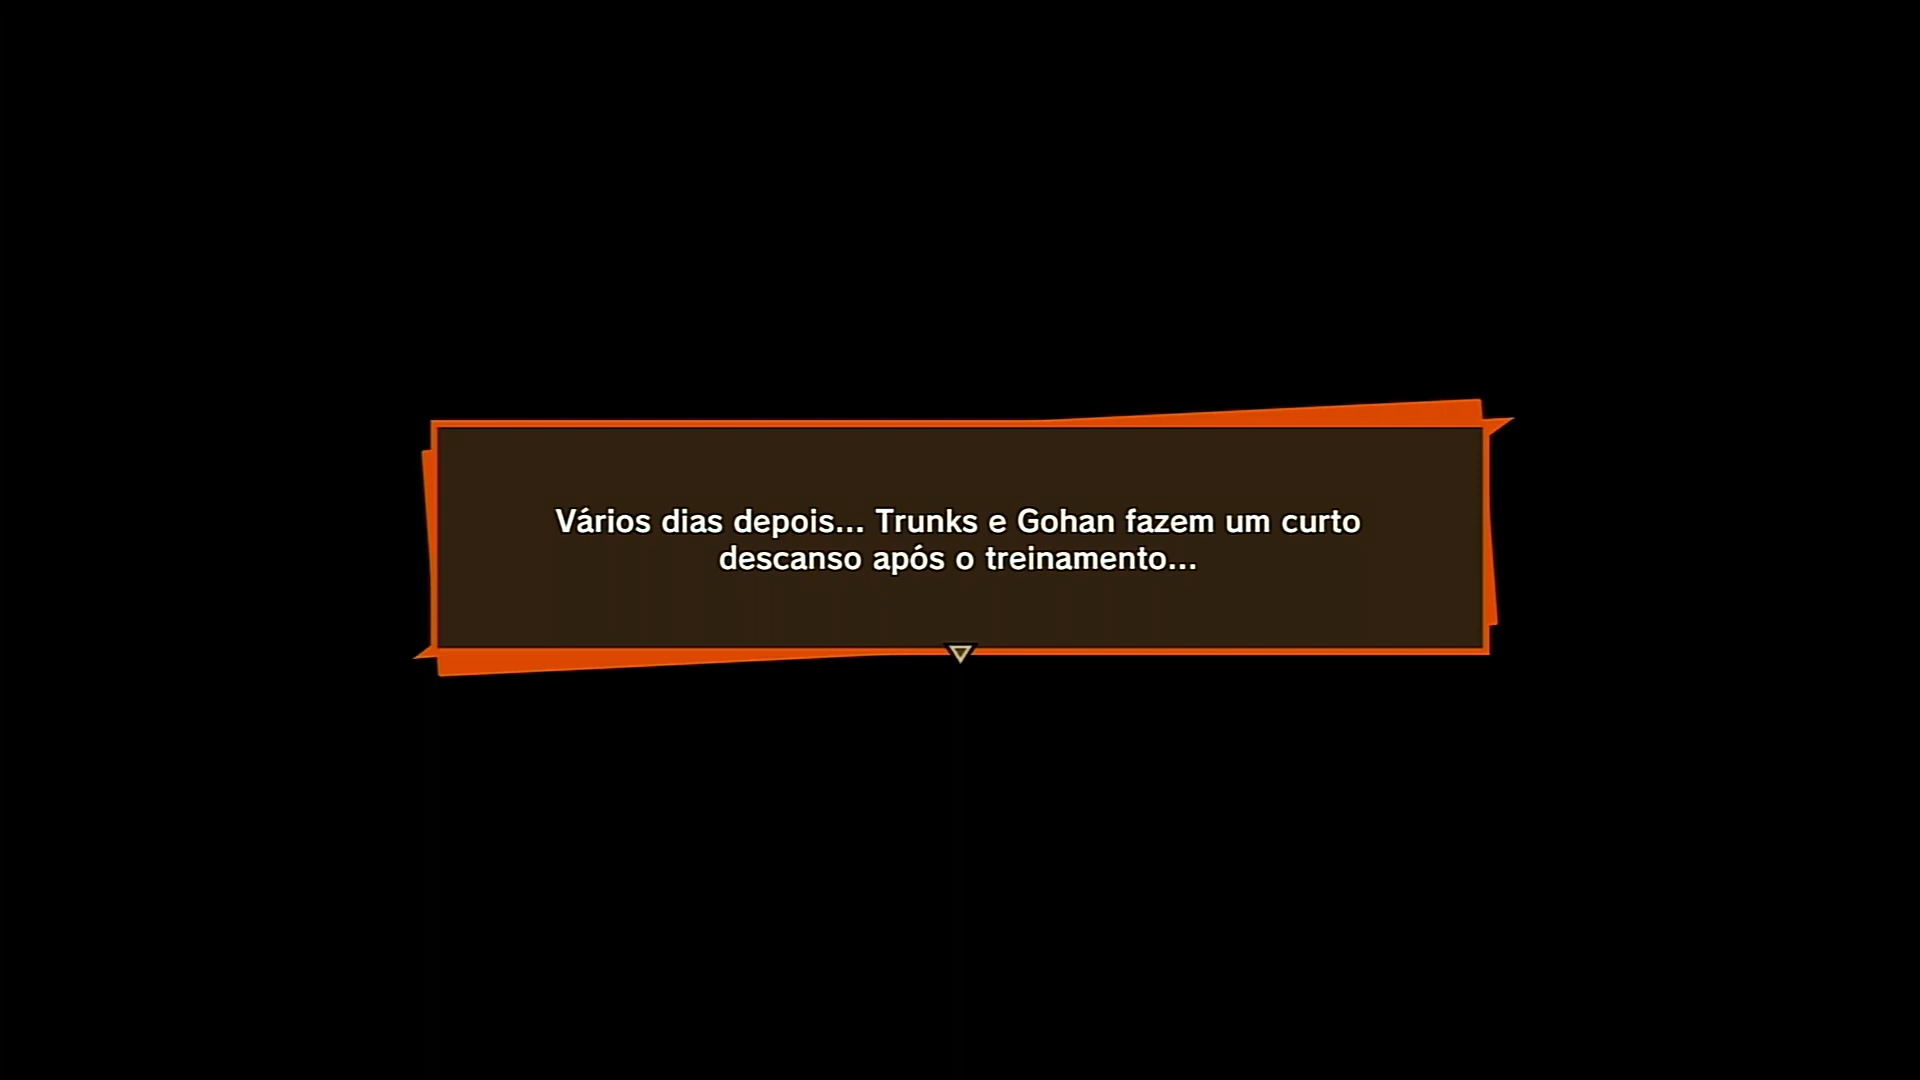 Vários dias depois... Trunks e Gohan fazem um curto
descanso após o treinamento...